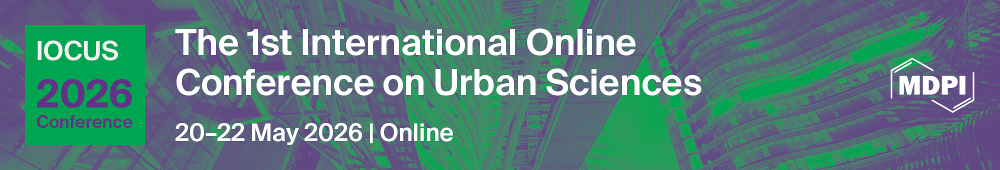 IOCUS
2026
Conference
The 1st International Online
Conference on Urban Sciences
20–22 May 2026 | Online
MDPI